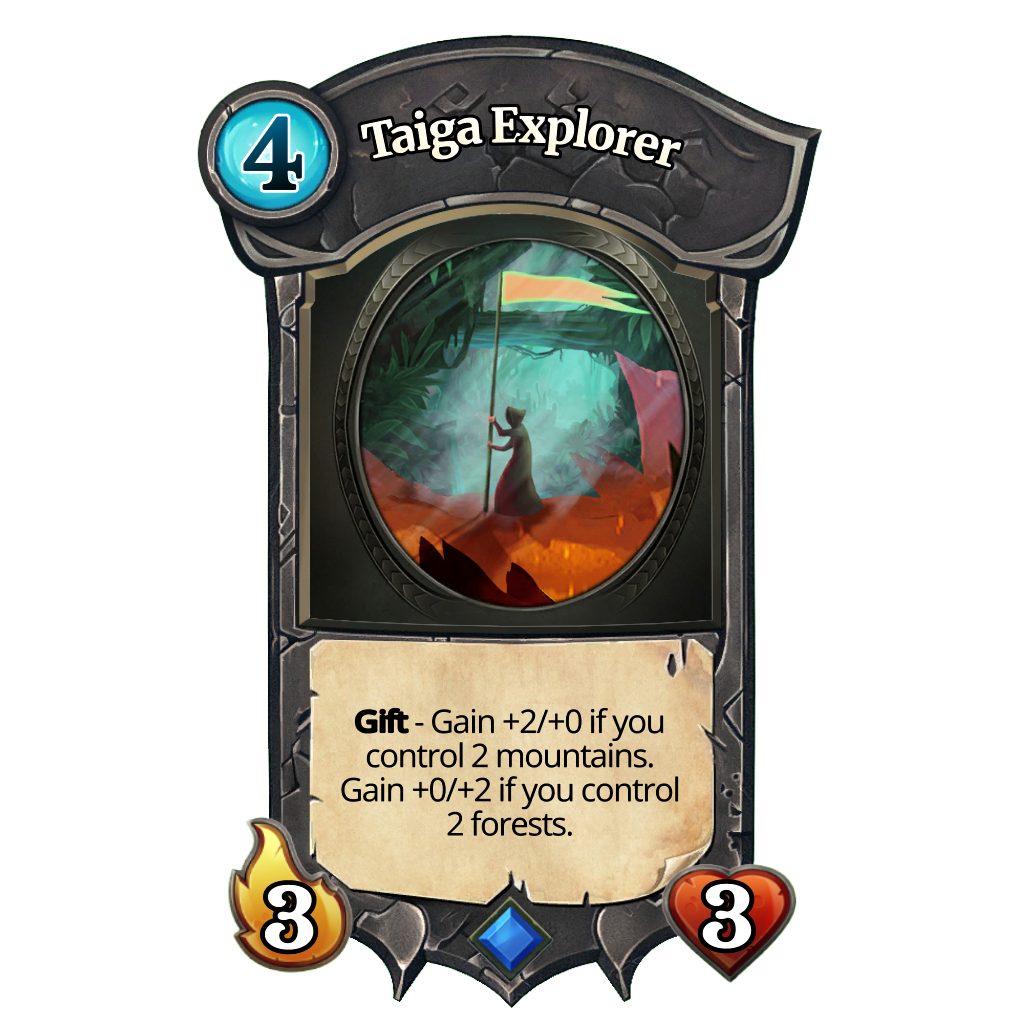 4
Taiga Explorer
Gift - Gain +2/+0 if you
control 2 mountains.
Gain +0/+2 if you control
2 forests.
3
3